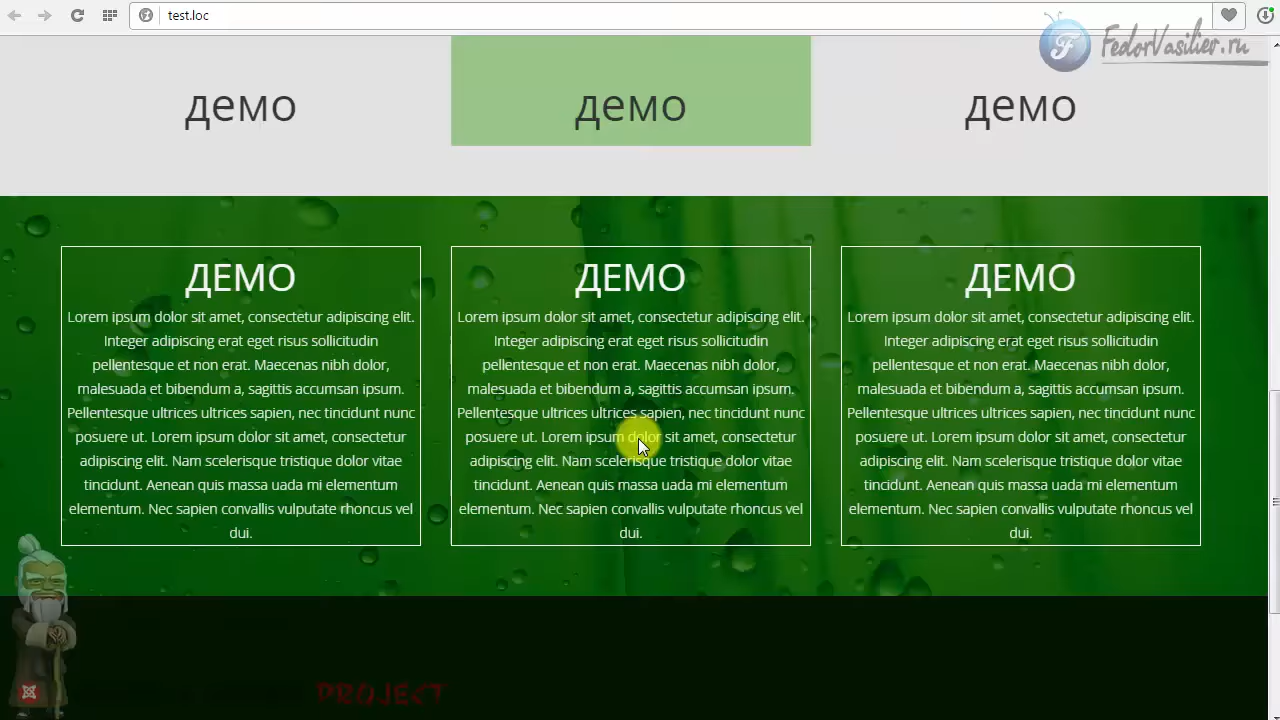 test.loc
FedorVasiliev.ru
демо
демо
демо
ДЕМО
Lorem ipsum dolor sit amet, consectetur adipiscing elit.
Integer adipiscing erat eget risus sollicitudin
pellentesque et non erat. Maecenas nibh dolor,
malesuada et bibendum a, sagittis accumsan ipsum.
Pellentesque ultrices ultrices sapien, nec tincidunt nunc
posuere ut. Lorem ipsum dolor sit amet, consectetur
adipiscing elit. Nam scelerisque tristique dolor vitae
tincidunt. Aenean quis massa uada mi elementum
elementum. Nec sapien convallis vulputate rhoncus vel
dui.
ДЕМО
Lorem ipsum dolor sit amet, consectetur adipiscing elit.
Integer adipiscing erat eget risus sollicitudin
pellentesque et non erat. Maecenas nibh dolor,
malesuada et bibendum a, sagittis accumsan ipsum.
Pellentesque ultrices ultrices sapien, nec tincidunt nunc
posuere ut. Lorem ipsum dolor sit amet, consectetur
adipiscing elit. Nam scelerisque tristique dolor vitae
tincidunt. Aenean quis massa uada mi elementum
elementum. Nec sapien convallis vulputate rhoncus vel
dui.
ДЕМО
Lorem ipsum dolor sit amet, consectetur adipiscing elit.
Integer adipiscing erat eget risus sollicitudin
pellentesque et non erat. Maecenas nibh dolor,
malesuada et bibendum a, sagittis accumsan ipsum.
Pellentesque ultrices ultrices sapien, nec tincidunt nunc
posuere ut. Lorem ipsum dolor sit amet, consectetur
adipiscing elit. Nam scelerisque tristique dolor vitae
tincidunt. Aenean quis massa uada mi elementum
elementum. Nec sapien convallis vulputate rhoncus vel
dui.
PROJECT